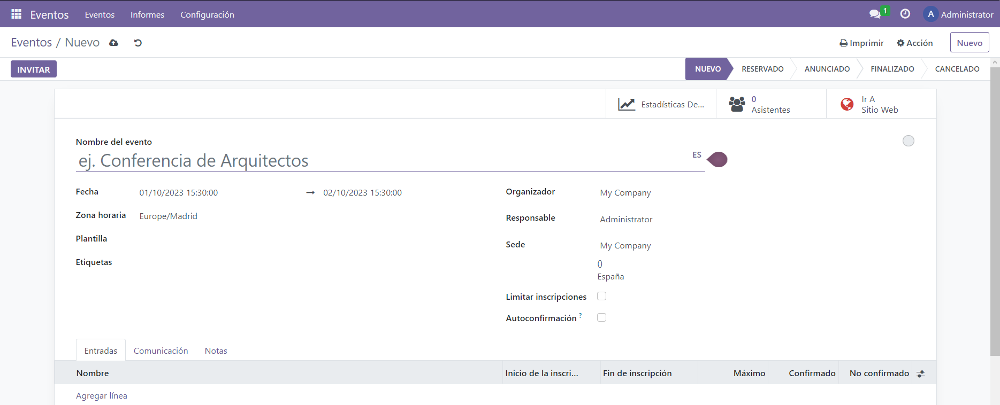 Eventos Eventos Informes Configuración 1 A Administrator
Eventos / Nuevo Imprimir Acción Nuevo
INVITAR NUEVO RESERVADO ANUNCIADO FINALIZADO CANCELADO
Estadísticas De... 0 Asistentes Ir A Sitio Web
Nombre del evento
ej. Conferencia de Arquitectos ES
Fecha 01/10/2023 15:30:00 → 02/10/2023 15:30:00
Zona horaria Europe/Madrid
Plantilla
Etiquetas
Organizador My Company
Responsable Administrator
Sede My Company
()
España
Limitar inscripciones
Autoconfirmación ?
Entradas Comunicación Notas
Nombre Inicio de la inscri... Fin de inscripción Máximo Confirmado No confirmado
Agregar línea